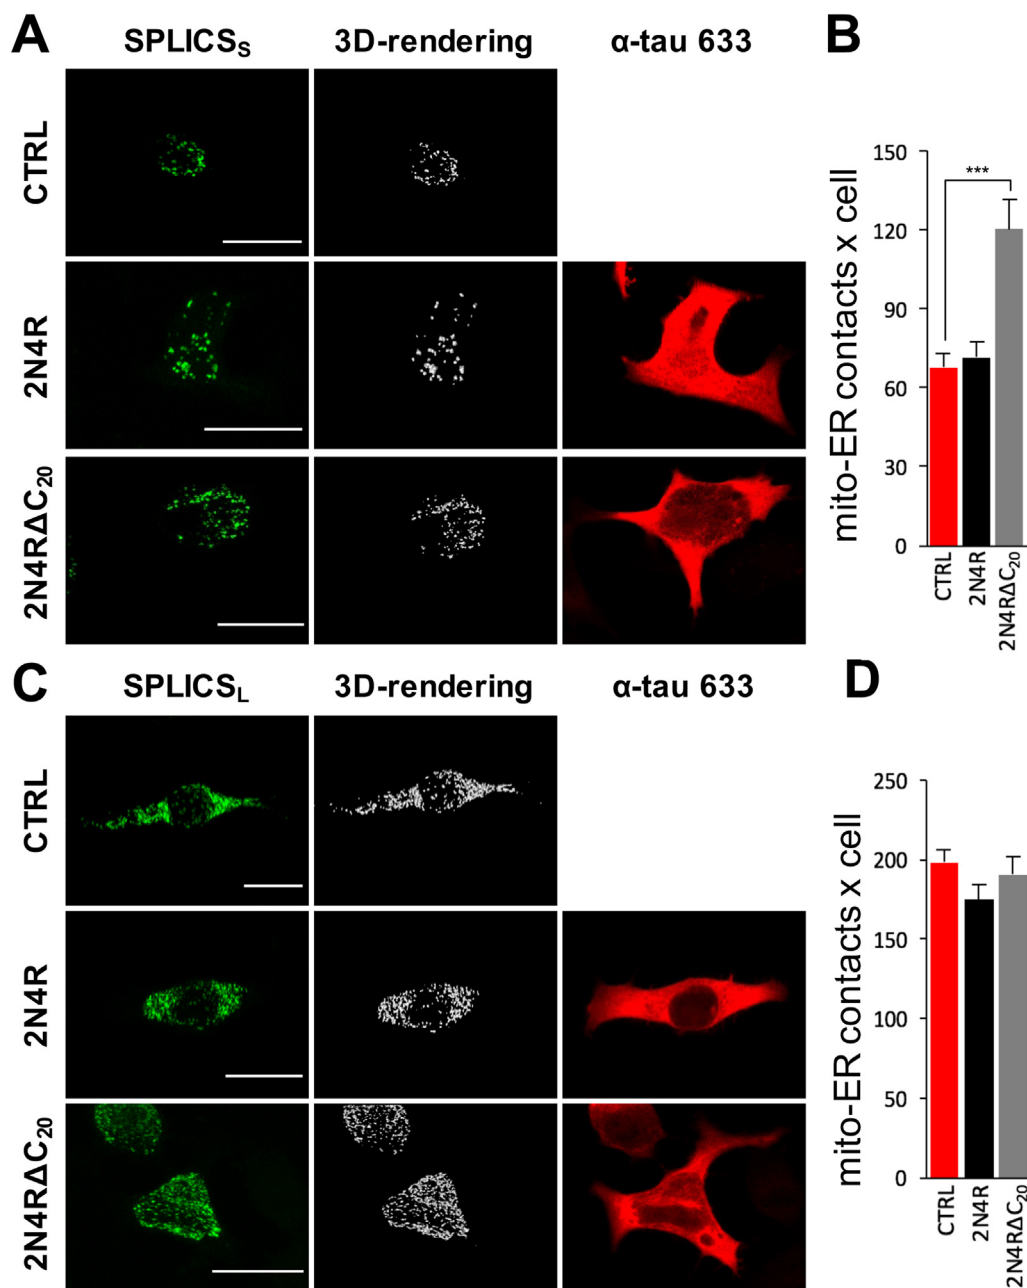 A
SPLICSS 3D-rendering α-tau 633
CTRL
2N4R
2N4RΔC20
B
mito-ER contacts x cell
150
120
90
60
30
0
***
CTRL
2N4R
2N4RΔC20
C
SPLICSL 3D-rendering α-tau 633
CTRL
2N4R
2N4RΔC20
D
mito-ER contacts x cell
250
200
150
100
50
0
CTRL
2N4R
2N4RΔC20